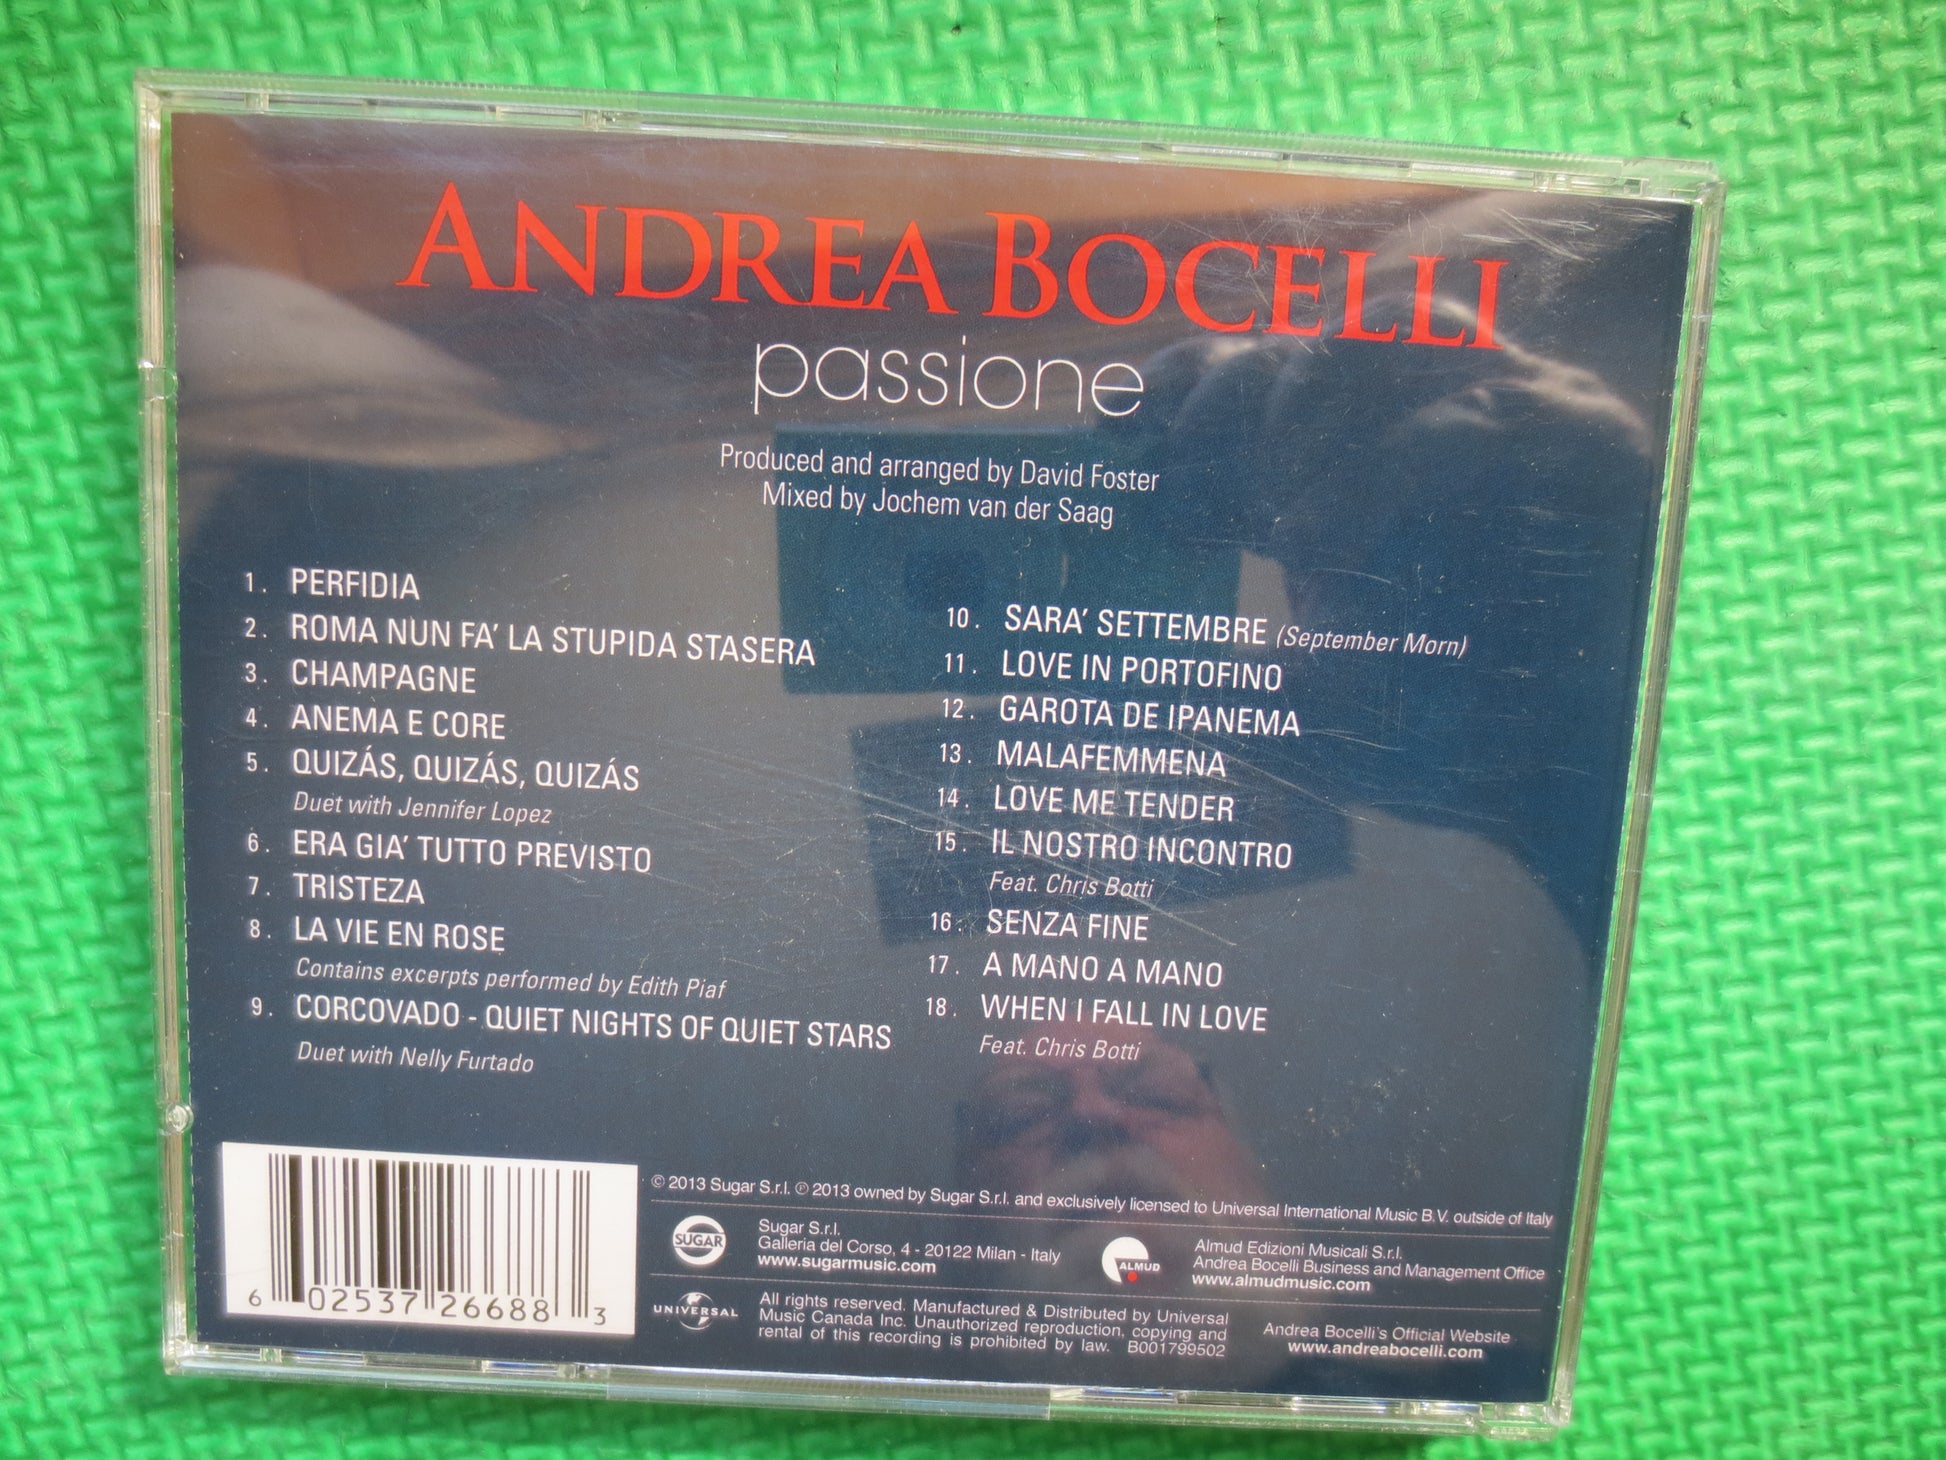 ANDREA BOCELLI
passione
Produced and arranged by David Foster
Mixed by Jochem van der Saag
1. PERFIDIA
2. ROMA NUN FA' LA STUPIDA STASERA
3. CHAMPAGNE
4. ANEMA E CORE
5. QUIZÁS, QUIZÁS, QUIZÁS
Duet with Jennifer Lopez
6. ERA GIA' TUTTO PREVISTO
7. TRISTEZA
8. LA VIE EN ROSE
Contains excerpts performed by Edith Piaf
9. CORCOVADO - QUIET NIGHTS OF QUIET STARS
Duet with Nelly Furtado
10. SARA' SETTEMBRE (September Morn)
11. LOVE IN PORTOFINO
12. GAROTA DE IPANEMA
13. MALAFEMMENA
14. LOVE ME TENDER
15. IL NOSTRO INCONTRO
Feat. Chris Botti
16. SENZA FINE
17. A MANO A MANO
18. WHEN I FALL IN LOVE
Feat. Chris Botti
6 02537 26688 3
© 2013 Sugar S.r.l. ℗ 2013 owned by Sugar S.r.l. and exclusively licensed to Universal International Music B.V. outside of Italy
SUGAR
Sugar S.r.l.
Galleria del Corso, 4 - 20122 Milan - Italy
www.sugarmusic.com
ALMUD
Almud Edizioni Musicali S.r.l.
Andrea Bocelli Business and Management Office
www.almudmusic.com
UNIVERSAL
All rights reserved. Manufactured & Distributed by Universal
Music Canada Inc. Unauthorized reproduction, copying and
rental of this recording is prohibited by law. B001799502
Andrea Bocelli's Official Website
www.andreabocelli.com